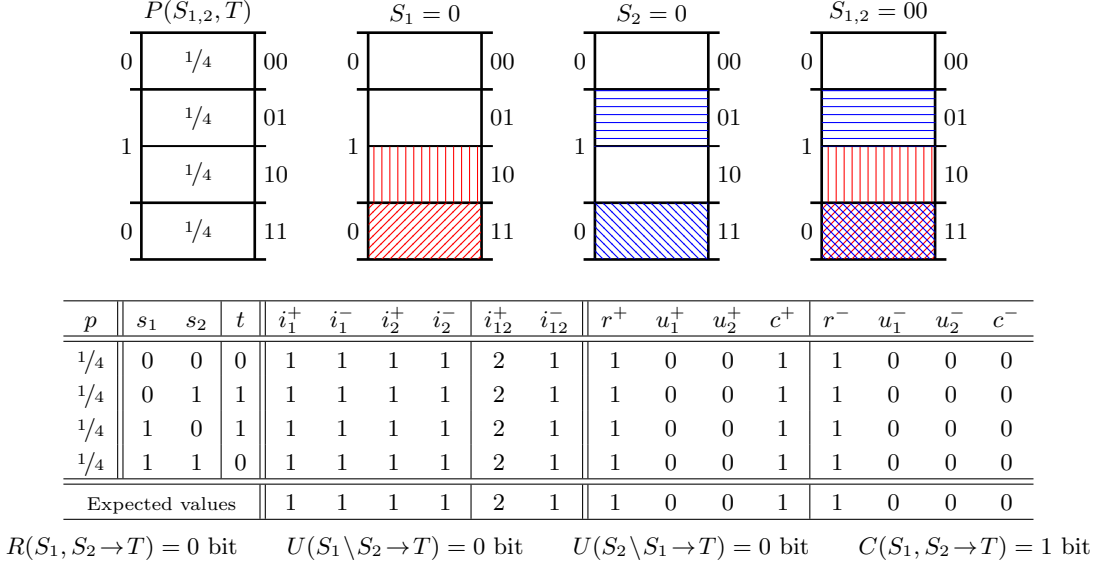 P(S₁,₂, T) S₁ = 0 S₂ = 0 S₁,₂ = 00
0 1/4 00 0 00 0 00 0 00
1/4 01 01 01 01
1 1 1 1
1/4 10 10 10 10
0 1/4 11 0 11 0 11 0 11
p s₁ s₂ t i₁⁺ i₁⁻ i₂⁺ i₂⁻ i₁₂⁺ i₁₂⁻ r⁺ u₁⁺ u₂⁺ c⁺ r⁻ u₁⁻ u₂⁻ c⁻
1/4 0 0 0 1 1 1 1 2 1 1 0 0 1 1 0 0 0
1/4 0 1 1 1 1 1 1 2 1 1 0 0 1 1 0 0 0
1/4 1 0 1 1 1 1 1 2 1 1 0 0 1 1 0 0 0
1/4 1 1 0 1 1 1 1 2 1 1 0 0 1 1 0 0 0
Expected values 1 1 1 1 2 1 1 0 0 1 1 0 0 0
R(S₁, S₂→T) = 0 bit U(S₁\S₂→T) = 0 bit U(S₂\S₁→T) = 0 bit C(S₁, S₂→T) = 1 bit